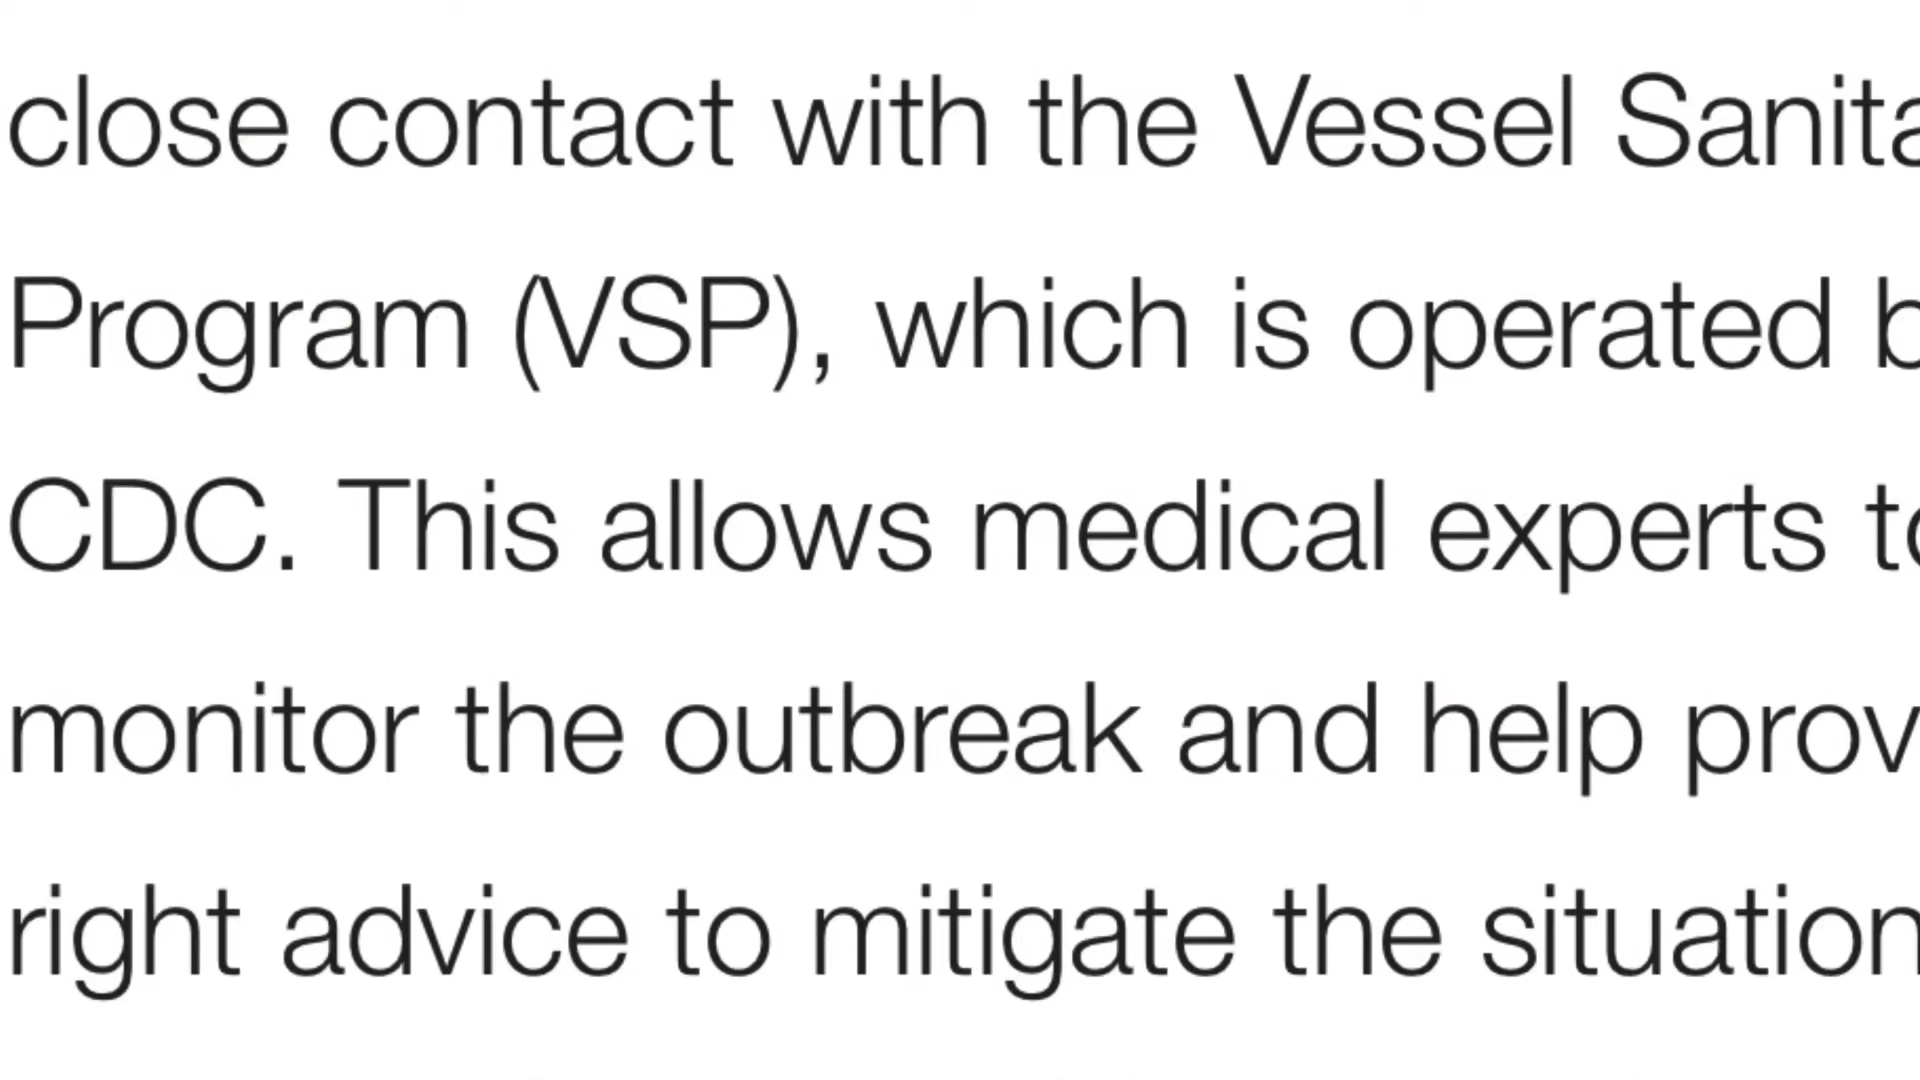 close contact with the Vessel Sanita
Program (VSP), which is operated b
CDC. This allows medical experts to
monitor the outbreak and help prov
right advice to mitigate the situation